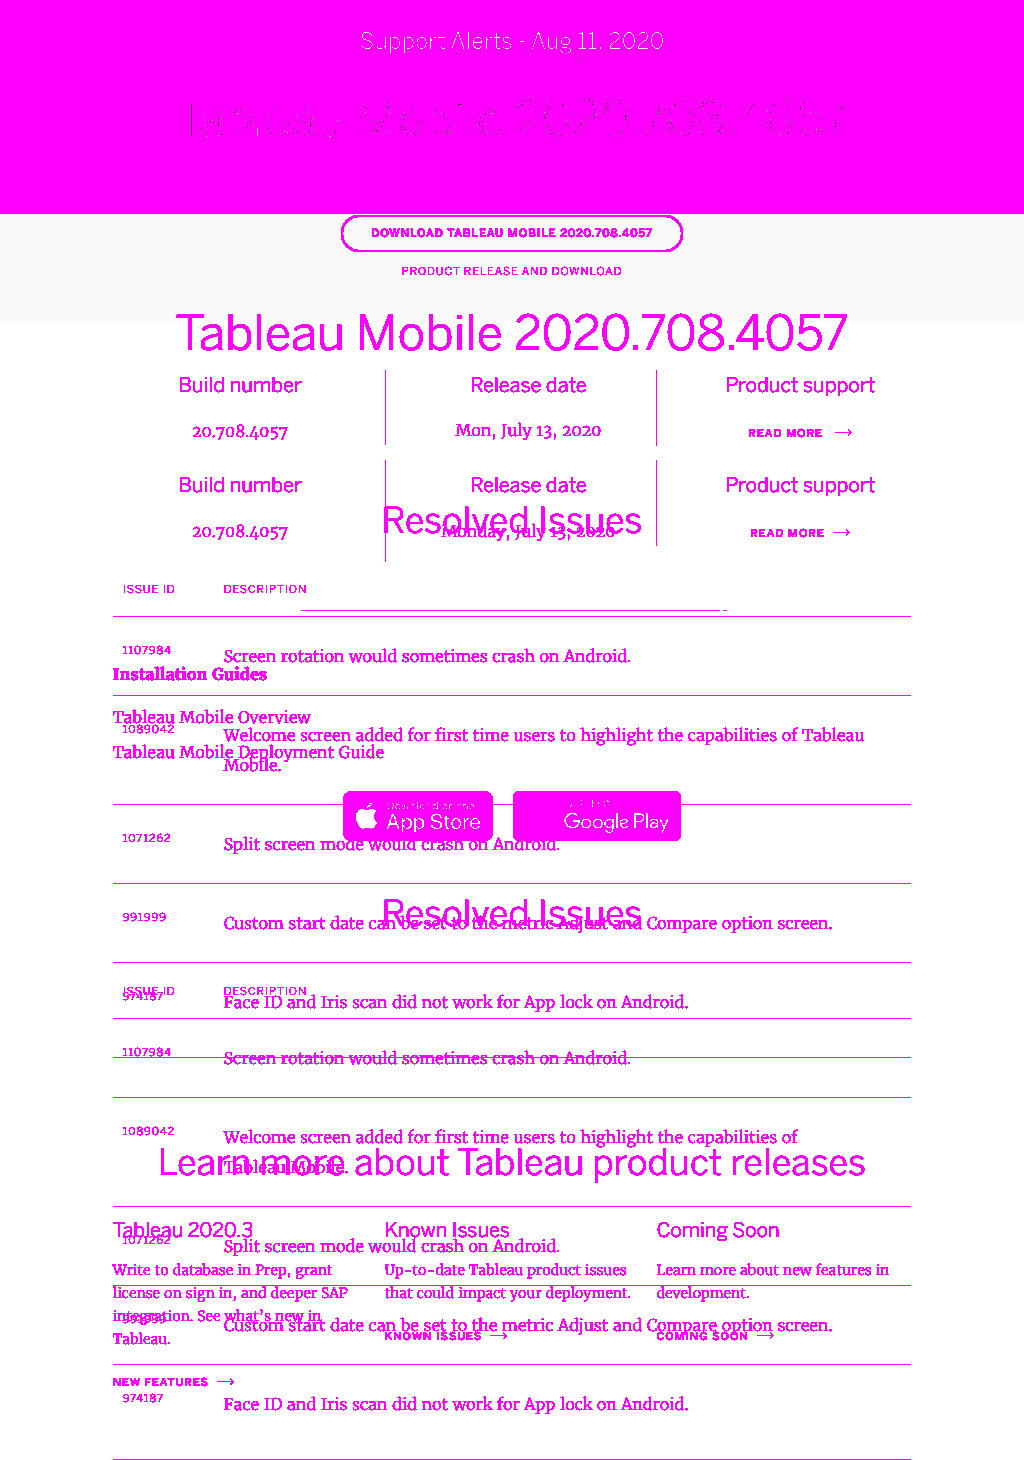 Support Alerts - Aug 11, 2020
Tableau Mobile 2020.708.4057
DOWNLOAD TABLEAU MOBILE 2020.708.4057
PRODUCT RELEASE AND DOWNLOAD
Tableau Mobile 2020.708.4057
Build number Release date Product support
20.708.4057 Mon, July 13, 2020 READ MORE →
Build number Release date Product support
Resolved Issues
20.708.4057 Monday, July 13, 2020 READ MORE →
ISSUE ID DESCRIPTION
1107984 Screen rotation would sometimes crash on Android.
Installation Guides
Tableau Mobile Overview
1089042 Welcome screen added for first time users to highlight the capabilities of Tableau
Tableau Mobile Deployment Guide
Mobile.
Download on the
App Store
Google Play
1071262 Split screen mode would crash on Android.
Resolved Issues
991999 Custom start date can be set to the metric Adjust and Compare option screen.
ISSUE ID DESCRIPTION
974187 Face ID and Iris scan did not work for App lock on Android.
1107984 Screen rotation would sometimes crash on Android.
1089042 Welcome screen added for first time users to highlight the capabilities of
Tableau Mobile.
Learn more about Tableau product releases
Tableau 2020.3 Known Issues Coming Soon
1071262 Split screen mode would crash on Android.
Write to database in Prep, grant Up-to-date Tableau product issues Learn more about new features in
license on sign in, and deeper SAP that could impact your deployment. development.
integration. See what's new in
991999 Custom start date can be set to the metric Adjust and Compare option screen.
Tableau. KNOWN ISSUES → COMING SOON →
NEW FEATURES →
974187 Face ID and Iris scan did not work for App lock on Android.